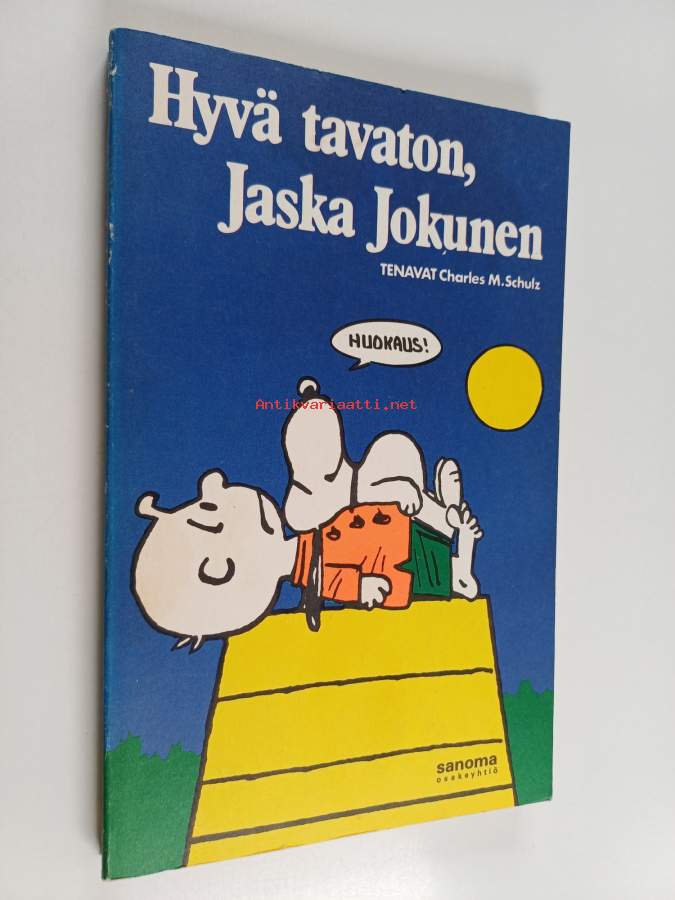 Hyvä tavaton,
Jaska Jokunen
TENAVAT Charles M. Schulz
HUOKAUS!
Antikvariaatti.net
sanoma
osakeyhtiö